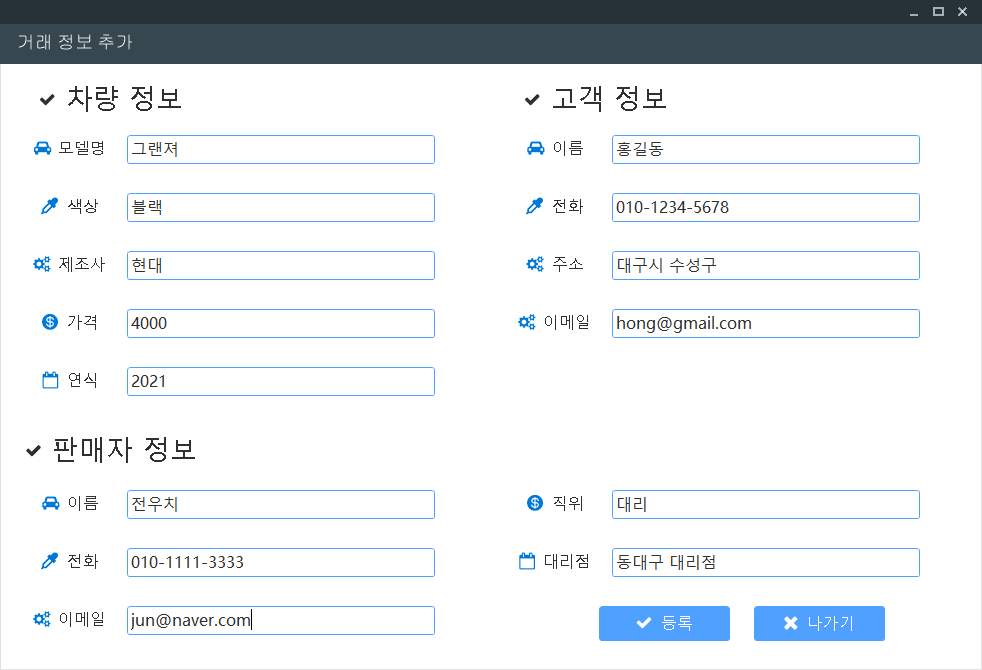 거래 정보 추가
차량 정보
모델명 그랜져
색상 블랙
제조사 현대
가격 4000
연식 2021
고객 정보
이름 홍길동
전화 010-1234-5678
주소 대구시 수성구
이메일 hong@gmail.com
판매자 정보
이름 전우치
전화 010-1111-3333
이메일 jun@naver.com
직위 대리
대리점 동대구 대리점
등록 나가기